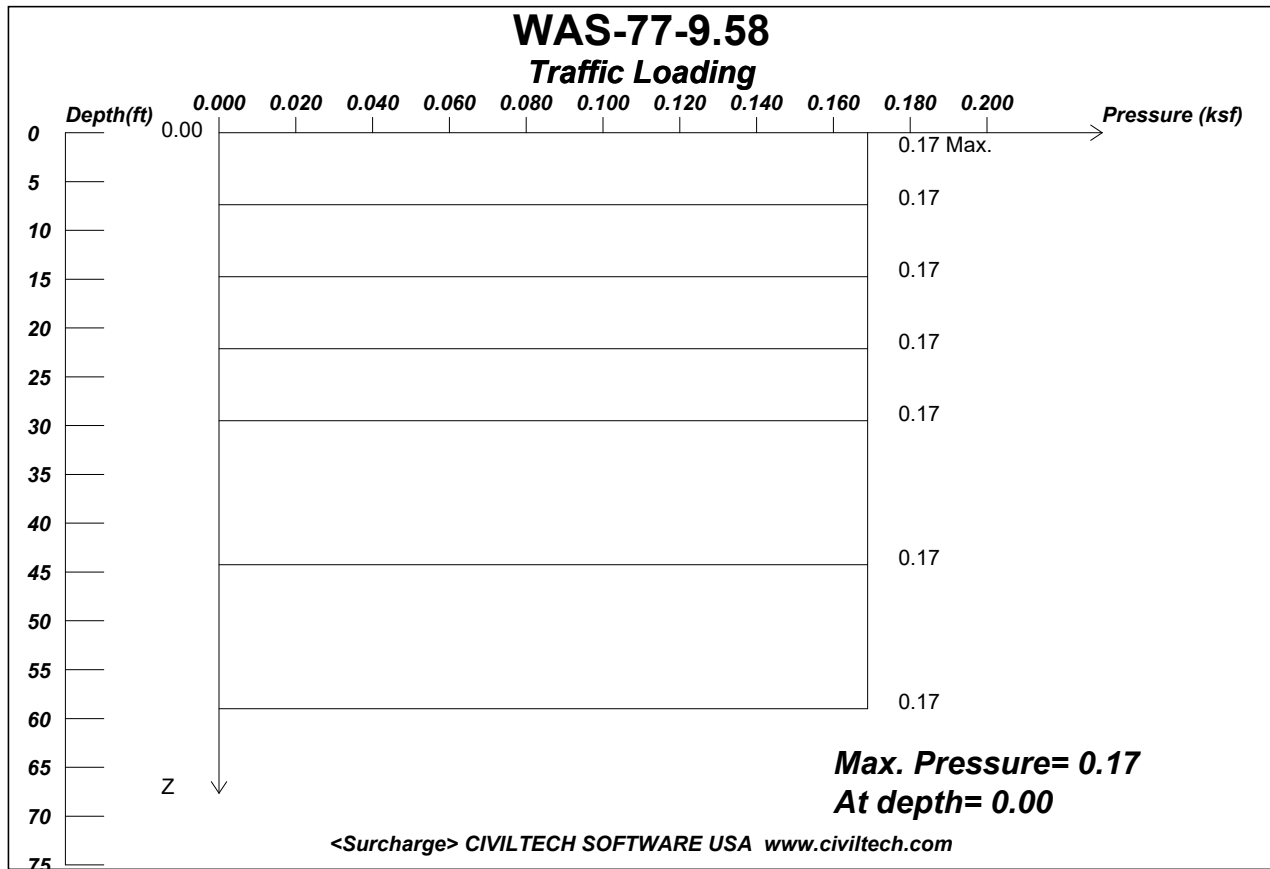 WAS-77-9.58
Traffic Loading
Depth(ft) 0.000 0.020 0.040 0.060 0.080 0.100 0.120 0.140 0.160 0.180 0.200 Pressure (ksf)
0 0.00 0.17 Max.
5 0.17
10
15 0.17
20 0.17
25
30 0.17
35
40
45 0.17
50
55
60 0.17
65 Z Max. Pressure= 0.17
70 At depth= 0.00
<Surcharge> CIVILTECH SOFTWARE USA www.civiltech.com
75